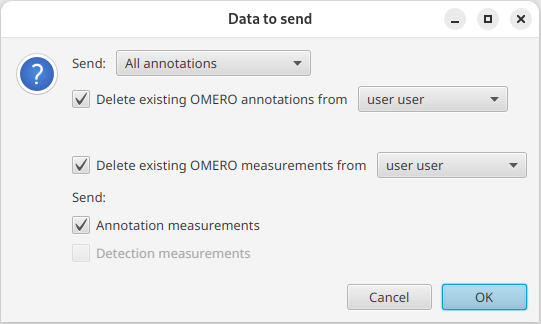 Data to send
Send: All annotations
Delete existing OMERO annotations from user user
Delete existing OMERO measurements from user user
Send:
Annotation measurements
Detection measurements
Cancel OK